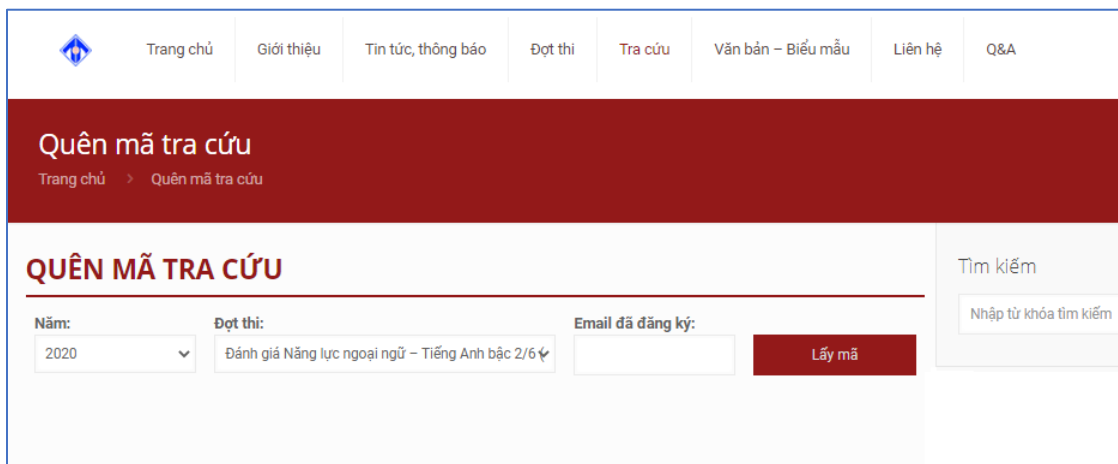 Trang chủ Giới thiệu Tin tức, thông báo Đợt thi Tra cứu Văn bản – Biểu mẫu Liên hệ Q&A
Quên mã tra cứu
Trang chủ > Quên mã tra cứu
QUÊN MÃ TRA CỨU
Năm: Đợt thi: Email đã đăng ký:
2020 Đánh giá Năng lực ngoại ngữ – Tiếng Anh bậc 2/6 ( Lấy mã
Tìm kiếm
Nhập từ khóa tìm kiếm